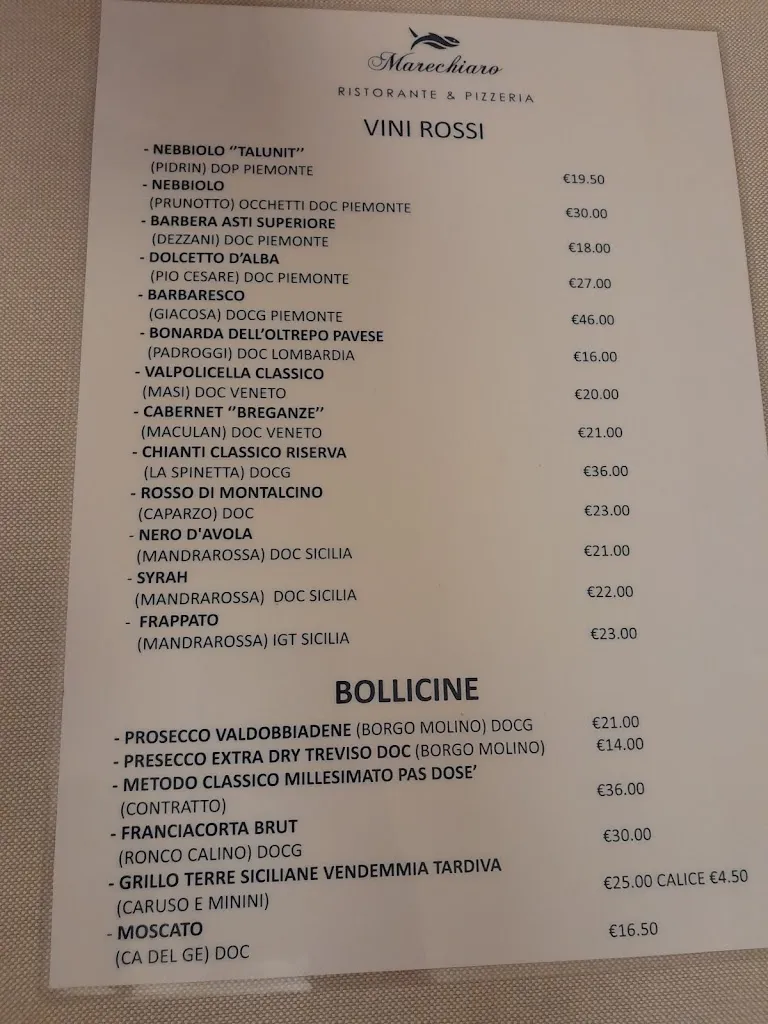 Marechiaro
RISTORANTE & PIZZERIA
VINI ROSSI
- NEBBIOLO ‘’TALUNIT’’
(PIDRIN) DOP PIEMONTE €19.50
- NEBBIOLO
(PRUNOTTO) OCCHETTI DOC PIEMONTE €30.00
- BARBERA ASTI SUPERIORE
(DEZZANI) DOC PIEMONTE €18.00
- DOLCETTO D’ALBA
(PIO CESARE) DOC PIEMONTE €27.00
- BARBARESCO
(GIACOSA) DOCG PIEMONTE €46.00
- BONARDA DELL’OLTREPO PAVESE
(PADROGGI) DOC LOMBARDIA €16.00
- VALPOLICELLA CLASSICO
(MASI) DOC VENETO €20.00
- CABERNET ‘’BREGANZE’’
(MACULAN) DOC VENETO €21.00
- CHIANTI CLASSICO RISERVA
(LA SPINETTA) DOCG €36.00
- ROSSO DI MONTALCINO
(CAPARZO) DOC €23.00
- NERO D'AVOLA
(MANDRAROSSA) DOC SICILIA €21.00
- SYRAH
(MANDRAROSSA) DOC SICILIA €22.00
- FRAPPATO
(MANDRAROSSA) IGT SICILIA €23.00
BOLLICINE
- PROSECCO VALDOBBIADENE (BORGO MOLINO) DOCG €21.00
- PRESECCO EXTRA DRY TREVISO DOC (BORGO MOLINO) €14.00
- METODO CLASSICO MILLESIMATO PAS DOSE’
(CONTRATTO) €36.00
- FRANCIACORTA BRUT
(RONCO CALINO) DOCG €30.00
- GRILLO TERRE SICILIANE VENDEMMIA TARDIVA
(CARUSO E MININI) €25.00 CALICE €4.50
- MOSCATO
(CA DEL GE) DOC €16.50